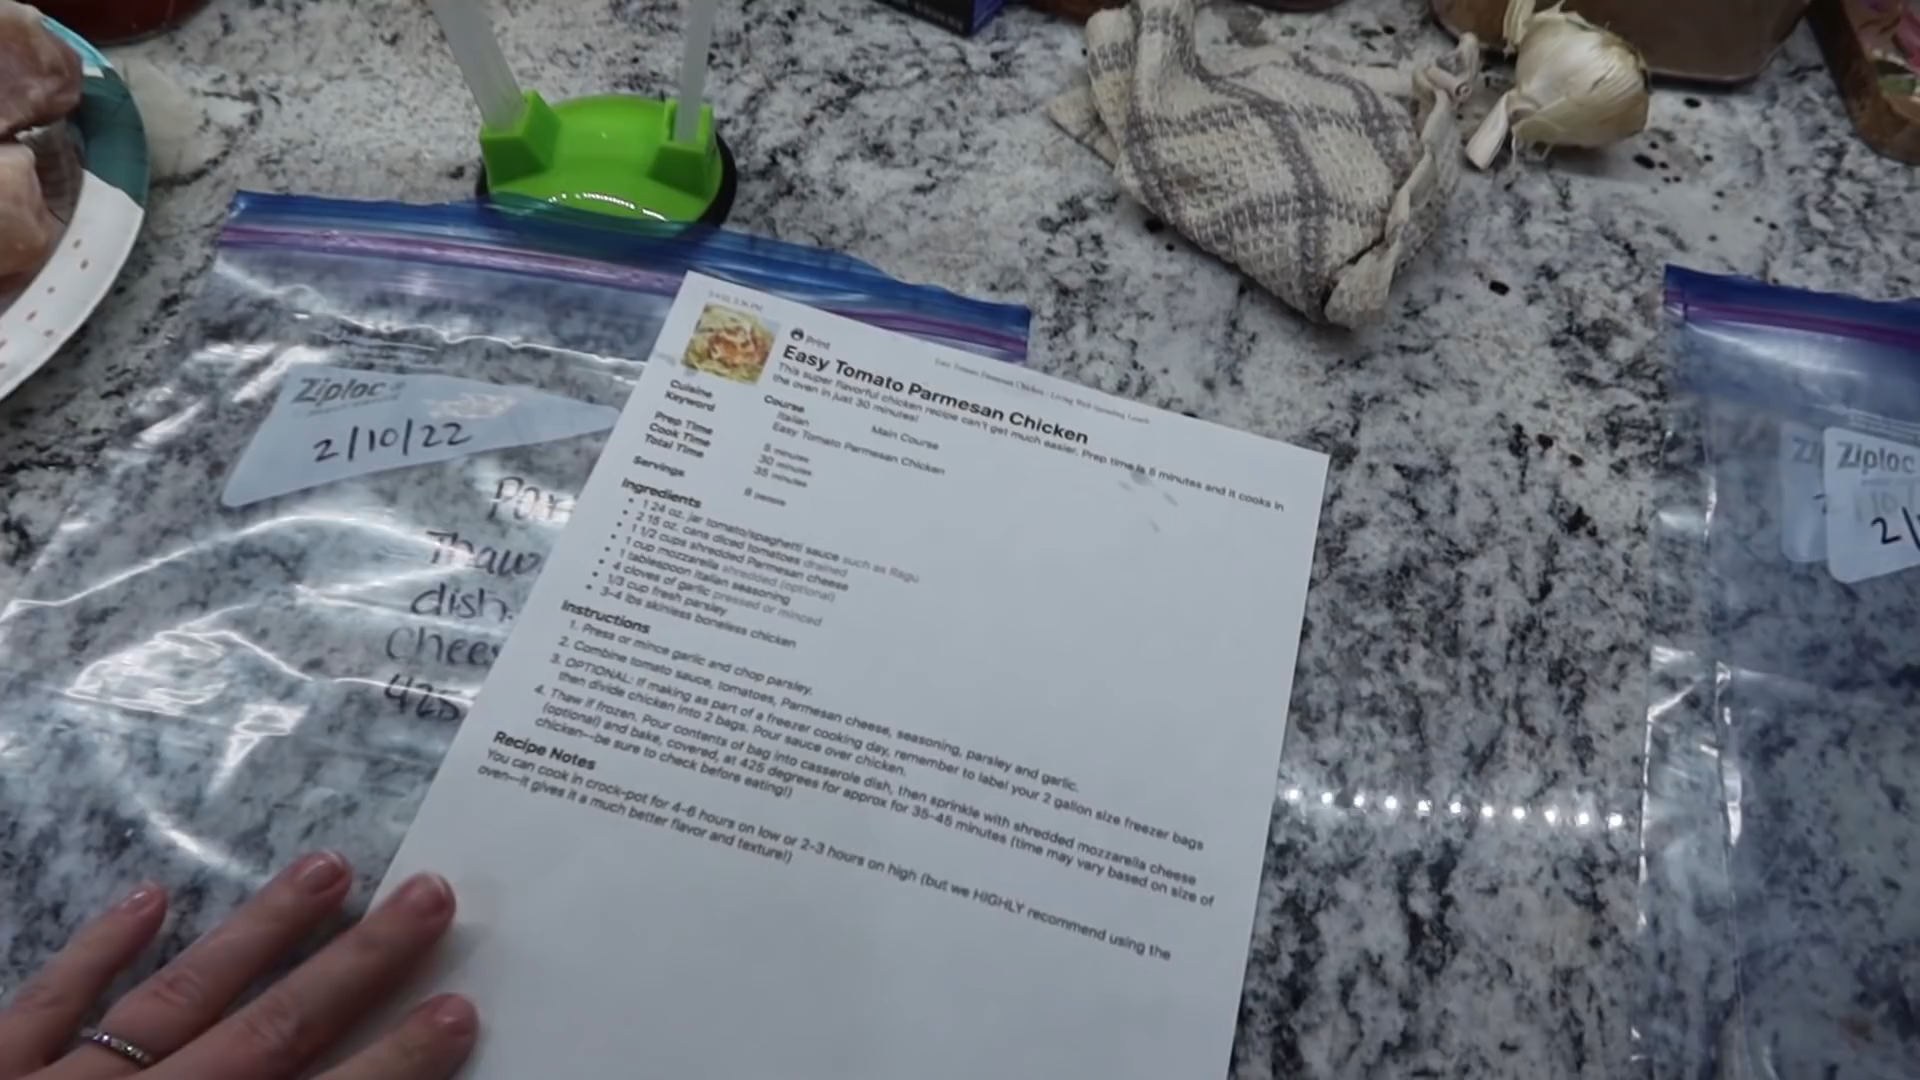 Ziploc®
2/10/22
Thaw
dish.
425
Print
Easy Tomato Parmesan Chicken
This super flavorful chicken recipe can't get much easier. Prep time is 5 minutes and it cooks in
the oven in just 30 minutes!
Course Main Course
Cuisine Italian
Keyword Easy Tomato Parmesan Chicken
Prep Time 5 minutes
Cook Time 30 minutes
Total Time 35 minutes
Servings 8 people
Ingredients
• 1 24 oz. jar tomato/spaghetti sauce such as Ragu
• 2 15 oz. cans diced tomatoes drained
• 1 1/2 cups shredded Parmesan cheese
• 1 cup mozzarella shredded (optional)
• 1 tablespoon Italian seasoning
• 4 cloves of garlic pressed or minced
• 1/3 cup fresh parsley
• 3-4 lbs skinless boneless chicken
Instructions
1. Press or mince garlic and chop parsley.
2. Combine tomato sauce, tomatoes, Parmesan cheese, seasoning, parsley and garlic.
3. OPTIONAL: If making as part of a freezer cooking day, remember to label your 2 gallon size freezer bags
then divide chicken into 2 bags. Pour sauce over chicken.
4. Thaw if frozen. Pour contents of bag into casserole dish, then sprinkle with shredded mozzarella cheese
(optional) and bake, covered, at 425 degrees for approx for 35-45 minutes (time may vary based on size of
chicken—be sure to check before eating!)
Recipe Notes
You can cook in crock-pot for 4-6 hours on low or 2-3 hours on high (but we HIGHLY recommend using the
oven—it gives it a much better flavor and texture!)
Ziploc